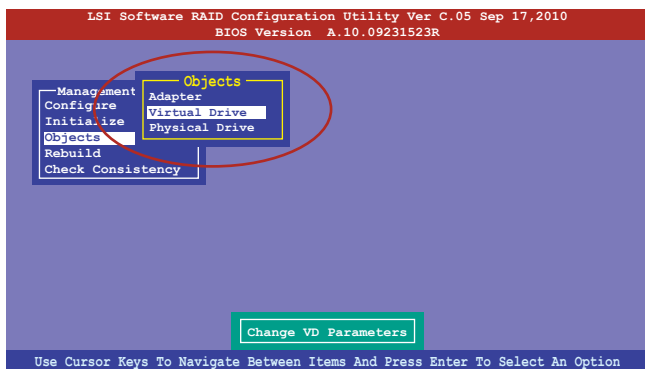 LSI Software RAID Configuration Utility Ver C.05 Sep 17,2010
BIOS Version A.10.09231523R
Management
Configure
Initialize
Objects
Rebuild
Check Consistency
Objects
Adapter
Virtual Drive
Physical Drive
Change VD Parameters
Use Cursor Keys To Navigate Between Items And Press Enter To Select An Option